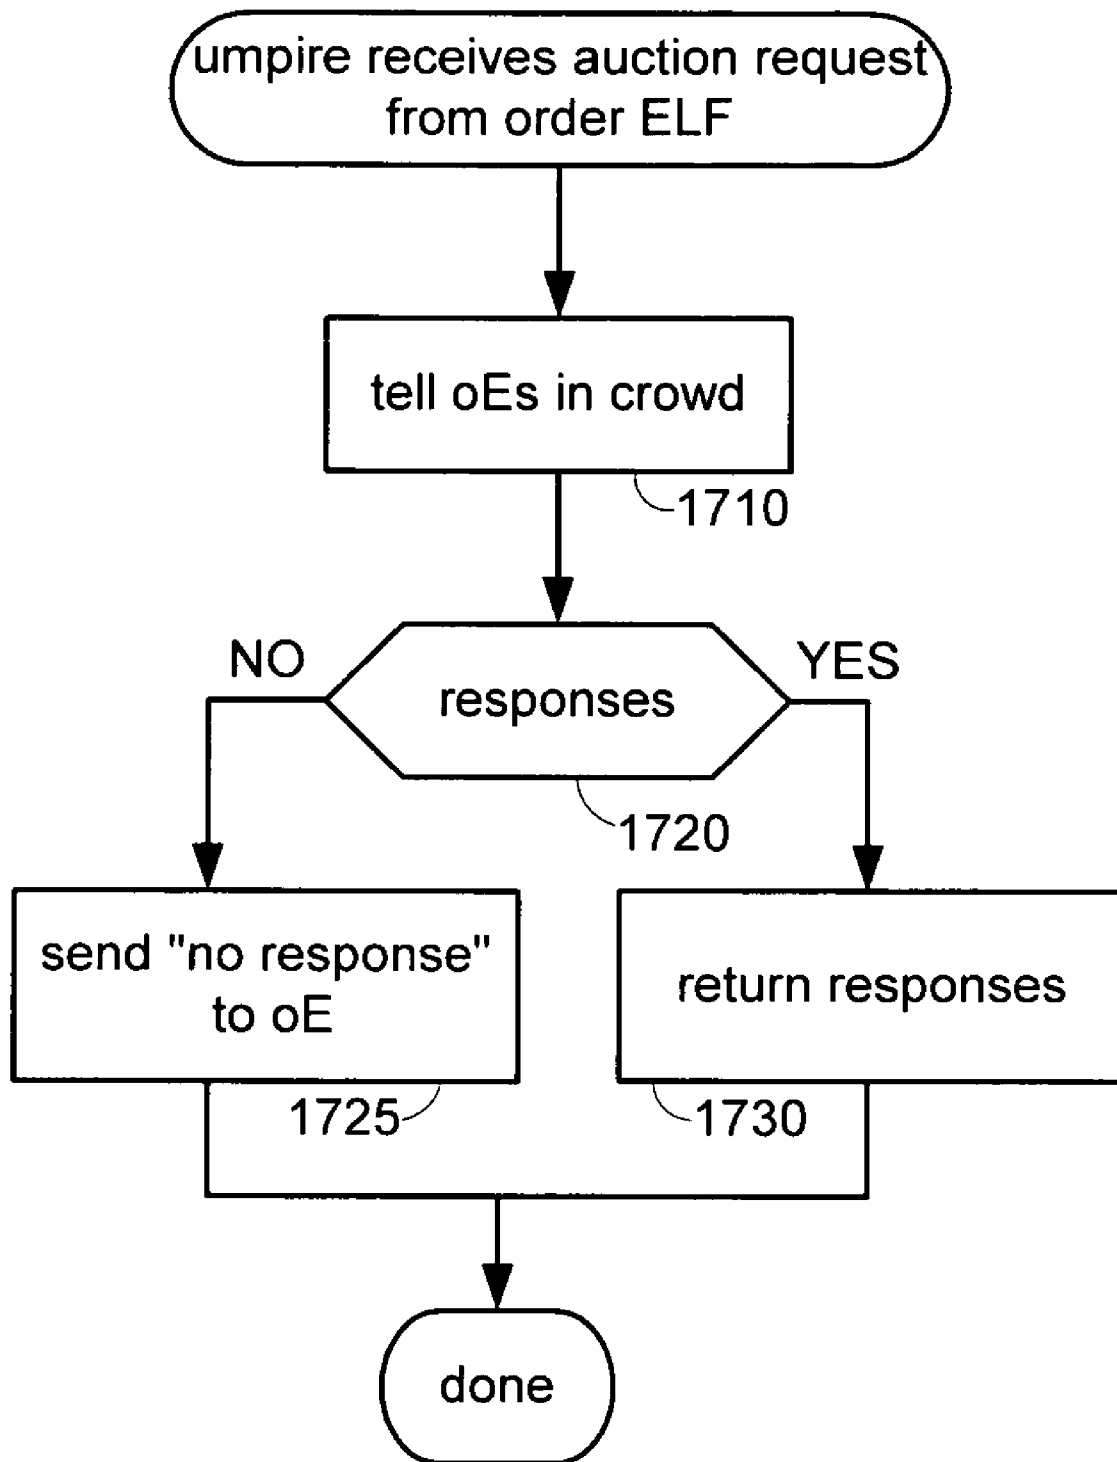 umpire receives auction request
from order ELF
tell oEs in crowd
1710
NO
YES
responses
1720
send "no response"
to oE
return responses
1725
1730
done